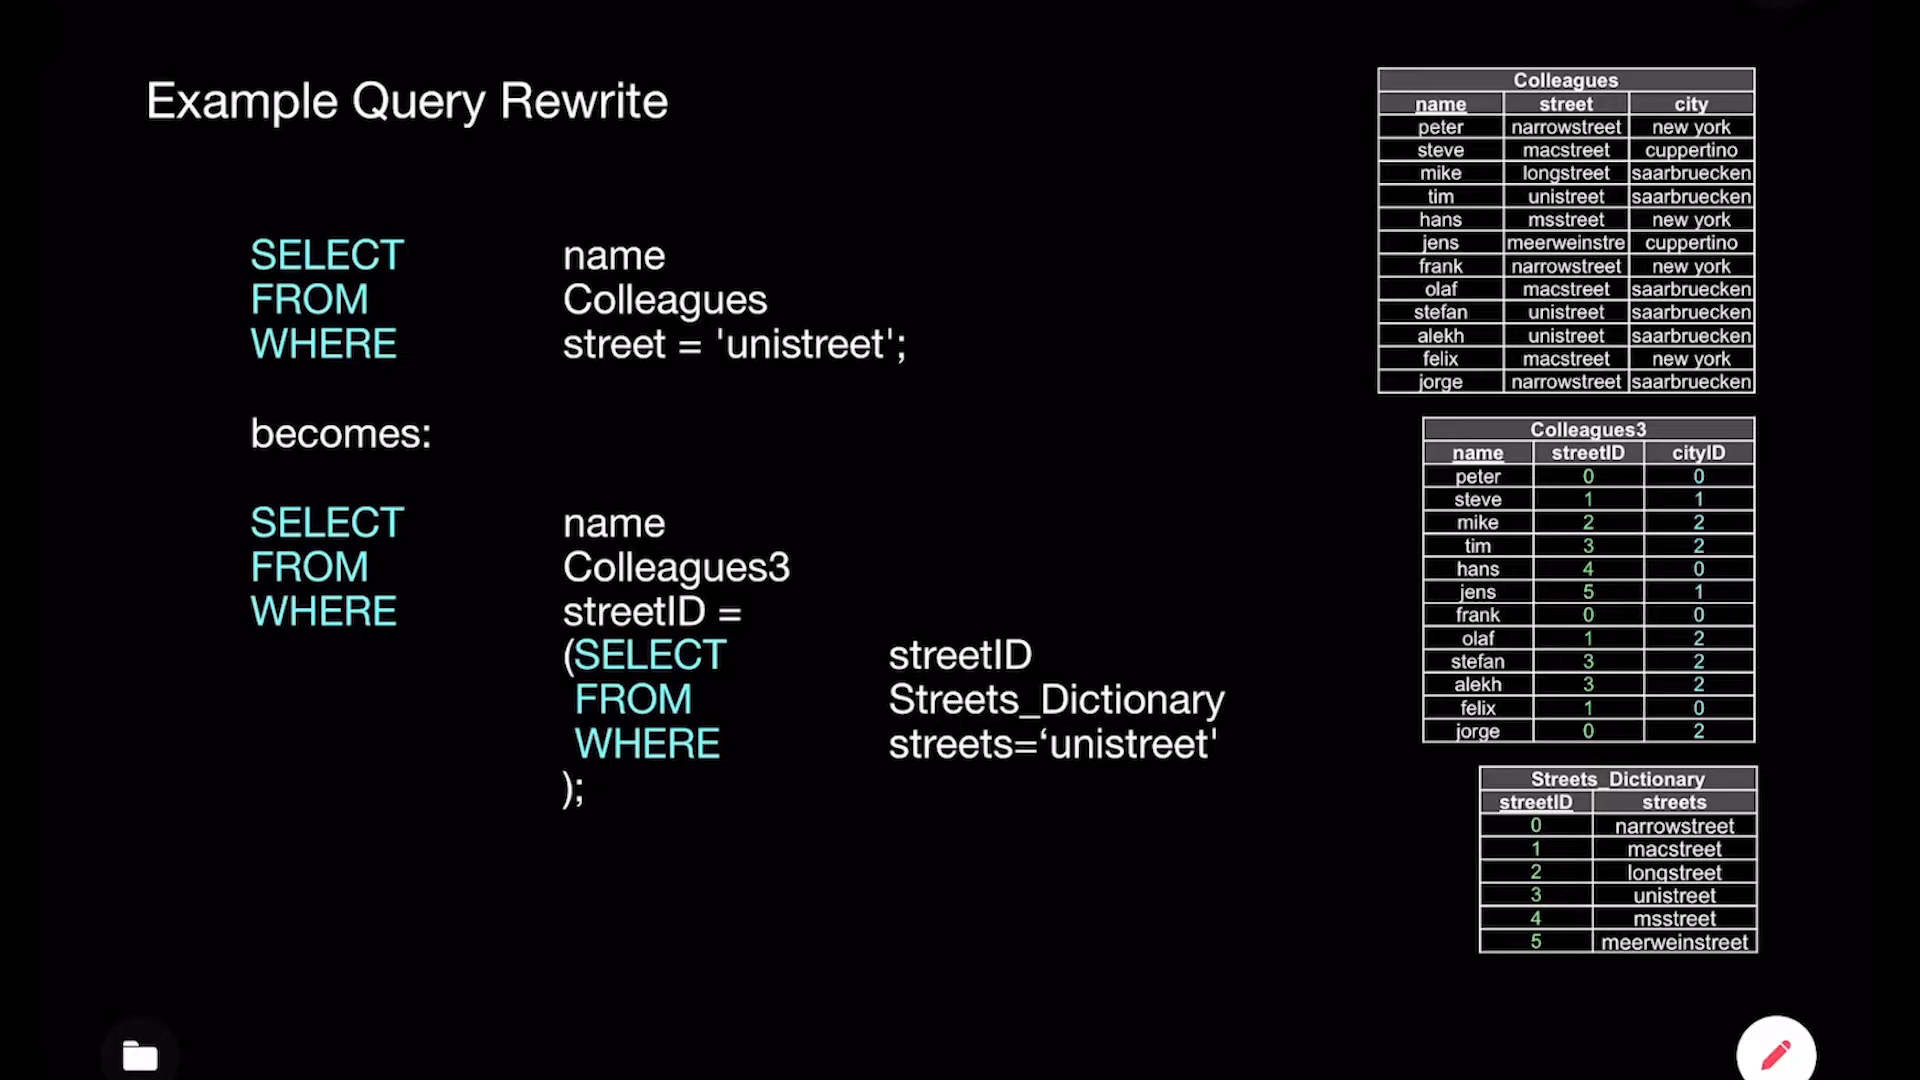 Example Query Rewrite
SELECT name
FROM Colleagues
WHERE street = 'unistreet';
becomes:
SELECT name
FROM Colleagues3
WHERE streetID =
(SELECT streetID
FROM Streets_Dictionary
WHERE streets=‘unistreet'
);
Colleagues
name street city
peter narrowstreet new york
steve macstreet cuppertino
mike longstreet saarbruecken
tim unistreet saarbruecken
hans msstreet new york
jens meerweinstre cuppertino
frank narrowstreet new york
olaf macstreet saarbruecken
stefan unistreet saarbruecken
alekh unistreet saarbruecken
felix macstreet new york
jorge narrowstreet saarbruecken
Colleagues3
name streetID cityID
peter 0 0
steve 1 1
mike 2 2
tim 3 2
hans 4 0
jens 5 1
frank 0 0
olaf 1 2
stefan 3 2
alekh 3 2
felix 1 0
jorge 0 2
Streets_Dictionary
streetID streets
0 narrowstreet
1 macstreet
2 longstreet
3 unistreet
4 msstreet
5 meerweinstreet